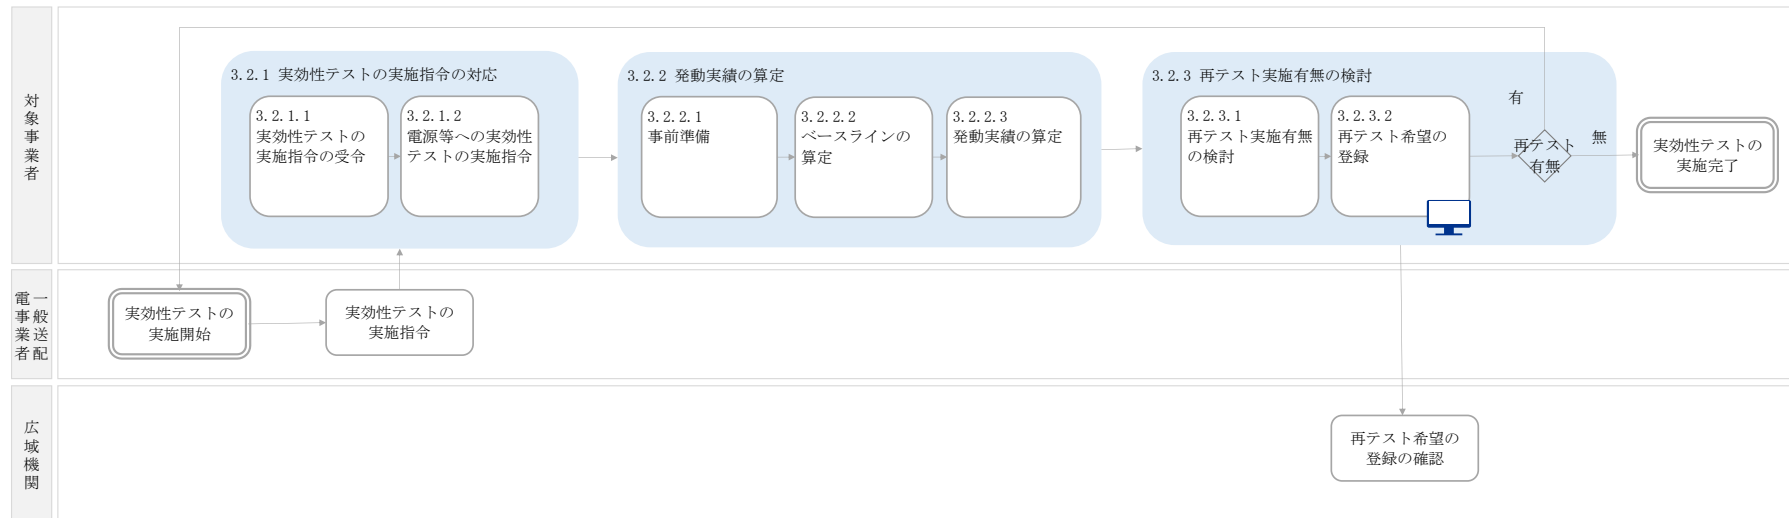 対象事業者
3.2.1 実効性テストの実施指令の対応
3.2.1.1
実効性テストの
実施指令の受令
3.2.1.2
電源等への実効性
テストの実施指令
3.2.2 発動実績の算定
3.2.2.1
事前準備
3.2.2.2
ベースラインの
算定
3.2.2.3
発動実績の算定
3.2.3 再テスト実施有無の検討
3.2.3.1
再テスト実施有無
の検討
3.2.3.2
再テスト希望の
登録
有
再テスト
有無
無
実効性テストの
実施完了
一般送配
電事業者
実効性テストの
実施開始
実効性テストの
実施指令
広域機関
再テスト希望の
登録の確認